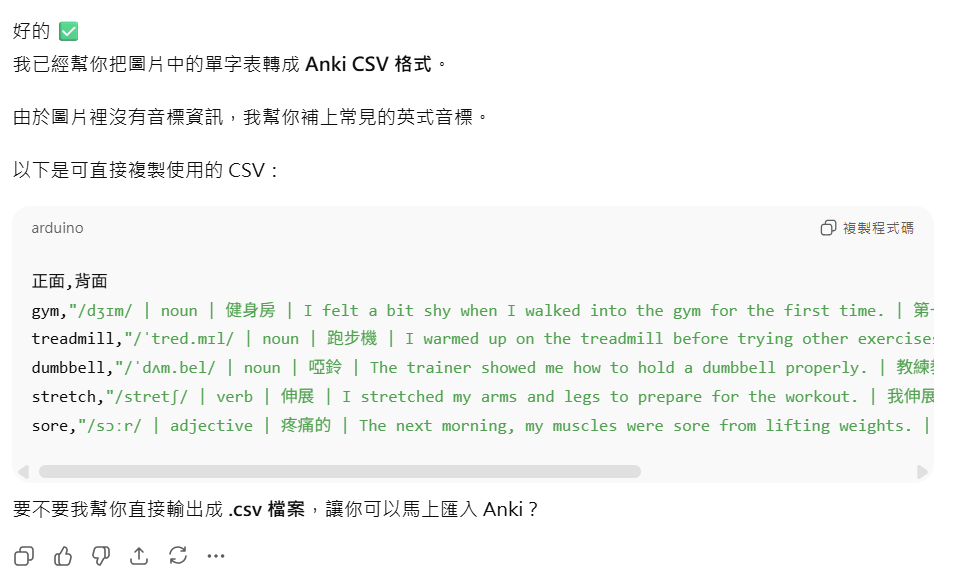 好的 ✅
我已經幫你把圖片中的單字表轉成 Anki CSV 格式。
由於圖片裡沒有音標資訊，我幫你補上常見的英式音標。
以下是可直接複製使用的 CSV：
arduino
複製程式碼
正面,背面
gym,"/dʒɪm/ | noun | 健身房 | I felt a bit shy when I walked into the gym for the first time. | 第
treadmill,"/ˈtred.mɪl/ | noun | 跑步機 | I warmed up on the treadmill before trying other exercises
dumbbell,"/ˈdʌm.bel/ | noun | 啞鈴 | The trainer showed me how to hold a dumbbell properly. | 教練
stretch,"/stretʃ/ | verb | 伸展 | I stretched my arms and legs to prepare for the workout. | 我伸展
sore,"/sɔːr/ | adjective | 疼痛的 | The next morning, my muscles were sore from lifting weights. |
要不要我幫你直接輸出成 .csv 檔案，讓你可以馬上匯入 Anki？